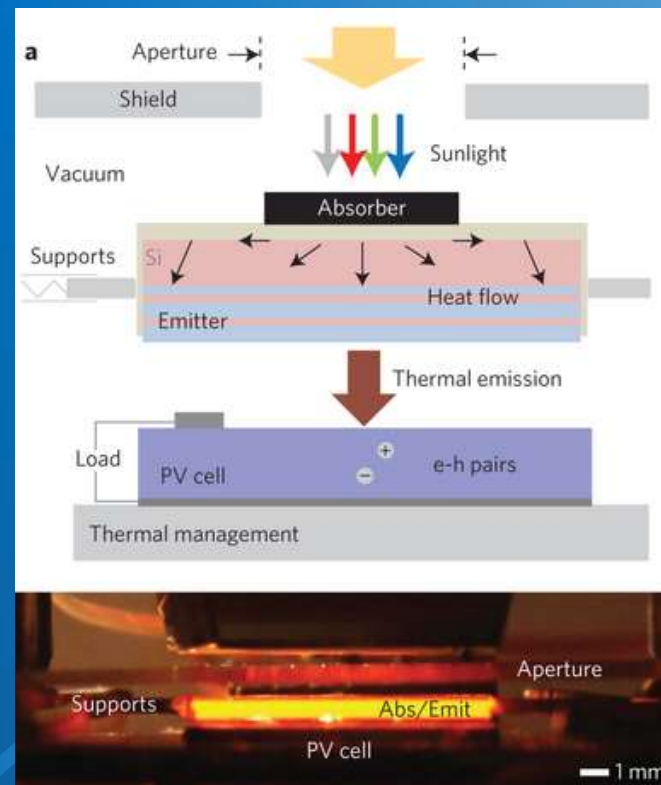 a
Aperture
Shield
Sunlight
Vacuum
Absorber
Supports
Si
Heat flow
Emitter
Thermal emission
Load
+
e-h pairs
PV cell
−
Thermal management
Aperture
Supports
Abs/Emit
PV cell
1 mm